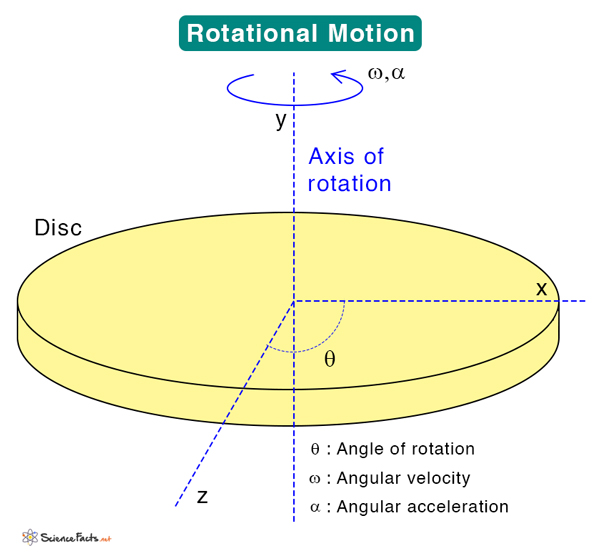 Rotational Motion
ω,α
y
Axis of
rotation
Disc
x
θ
z
θ : Angle of rotation
ω : Angular velocity
α : Angular acceleration
ScienceFacts.net